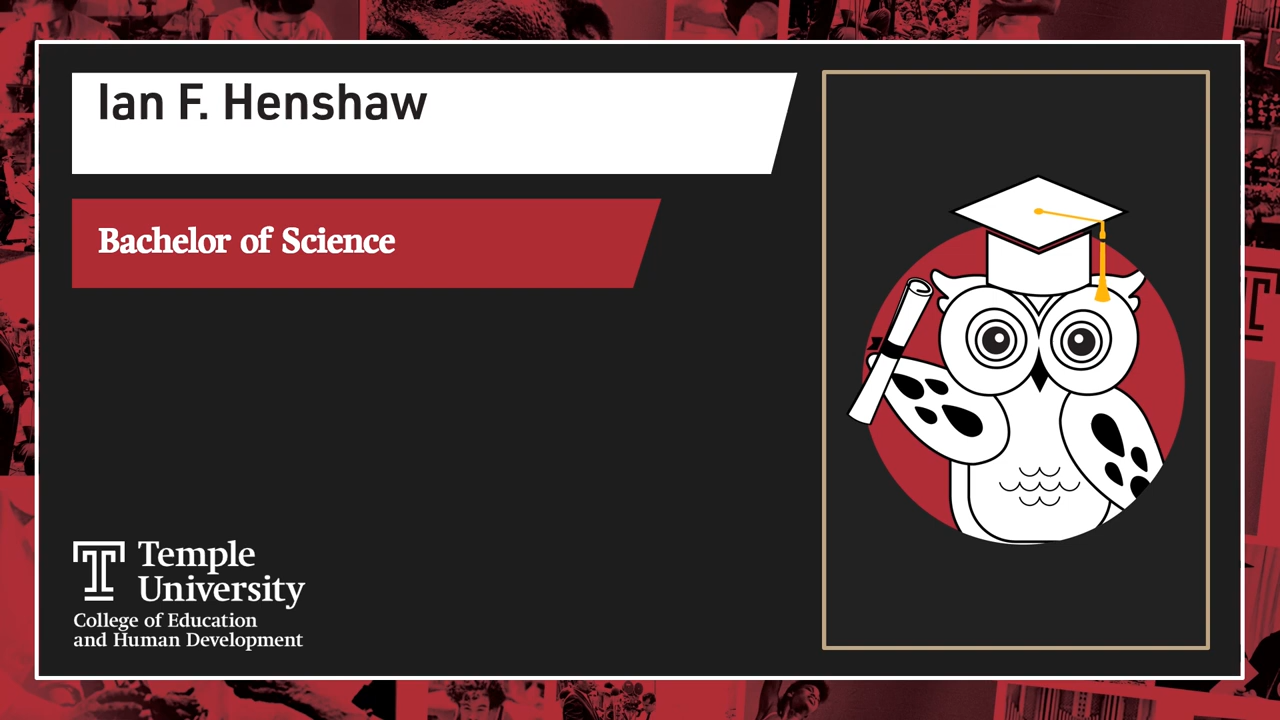 Ian F. Henshaw
Bachelor of Science
Temple
University
College of Education
and Human Development